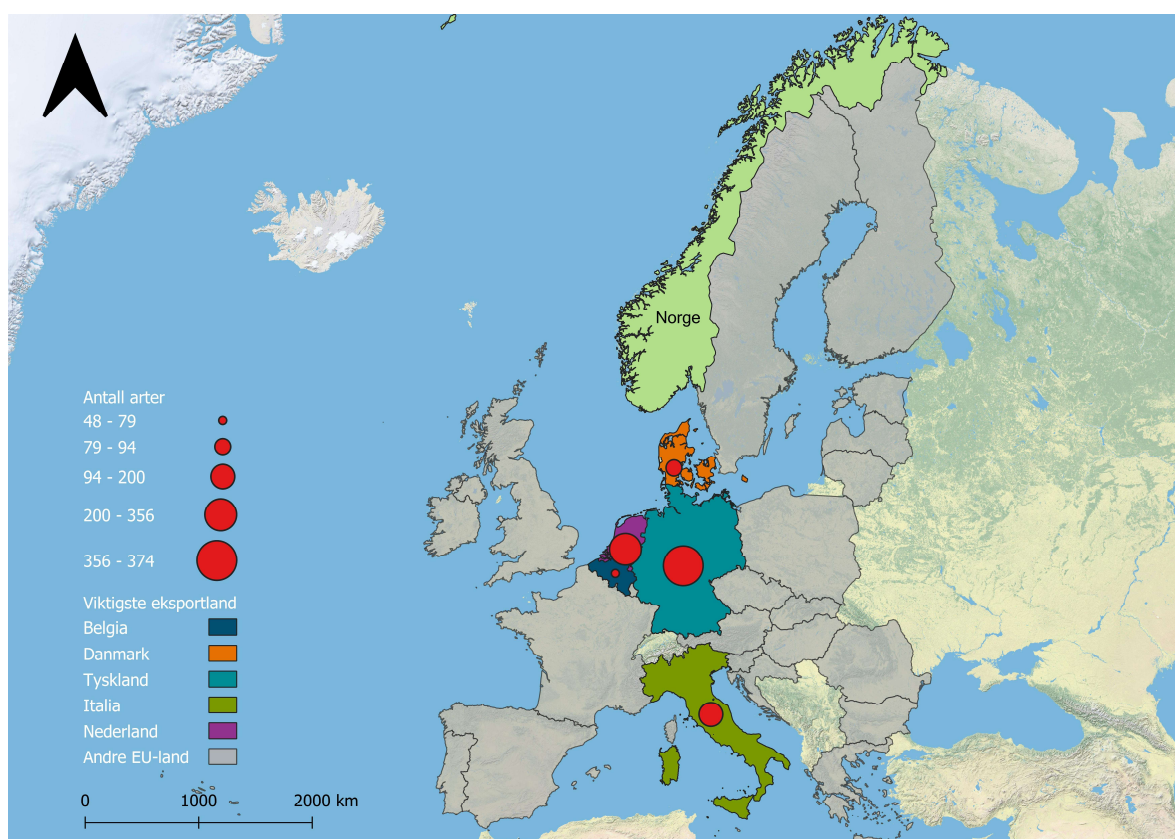 Norge
Antall arter
48 - 79
79 - 94
94 - 200
200 - 356
356 - 374
Viktigste eksportland
Belgia
Danmark
Tyskland
Italia
Nederland
Andre EU-land
0 1000 2000 km